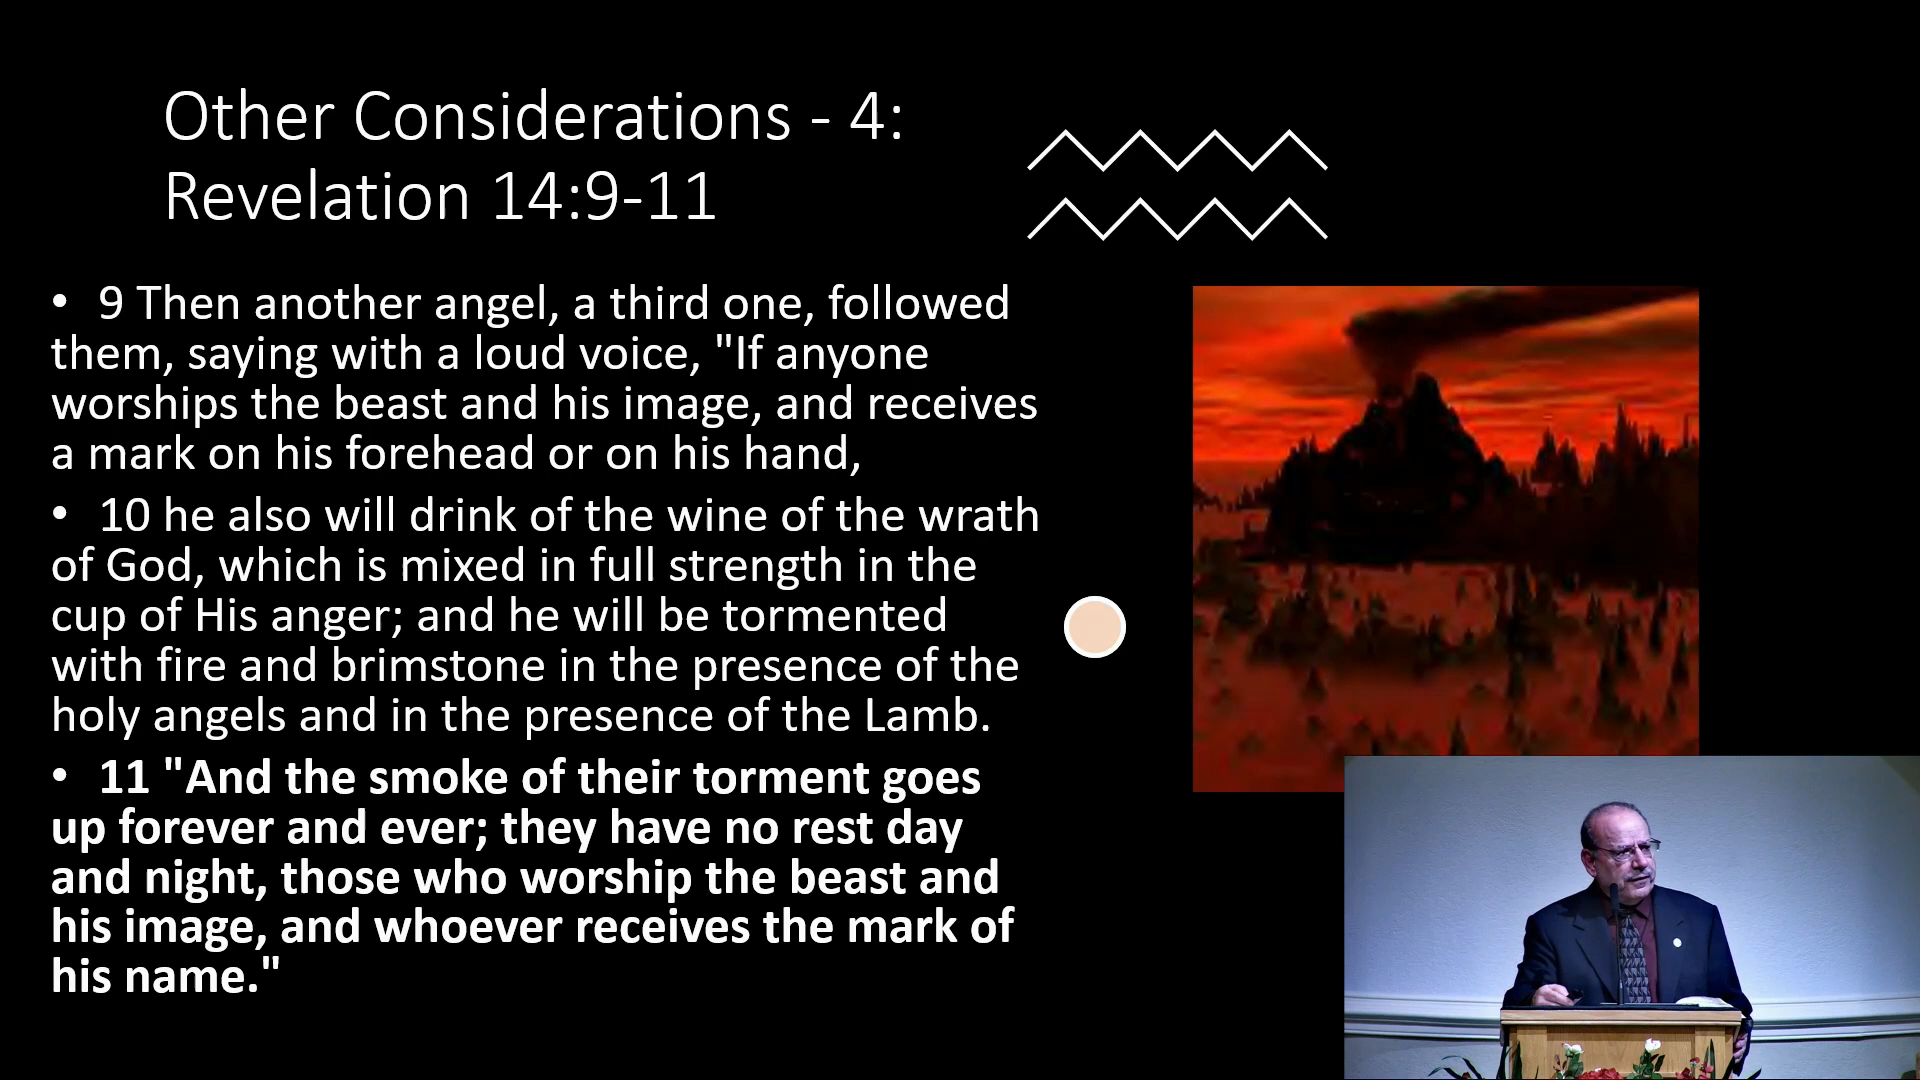 Other Considerations - 4:
Revelation 14:9-11
• 9 Then another angel, a third one, followed
them, saying with a loud voice, "If anyone
worships the beast and his image, and receives
a mark on his forehead or on his hand,
• 10 he also will drink of the wine of the wrath
of God, which is mixed in full strength in the
cup of His anger; and he will be tormented
with fire and brimstone in the presence of the
holy angels and in the presence of the Lamb.
• 11 "And the smoke of their torment goes
up forever and ever; they have no rest day
and night, those who worship the beast and
his image, and whoever receives the mark of
his name."